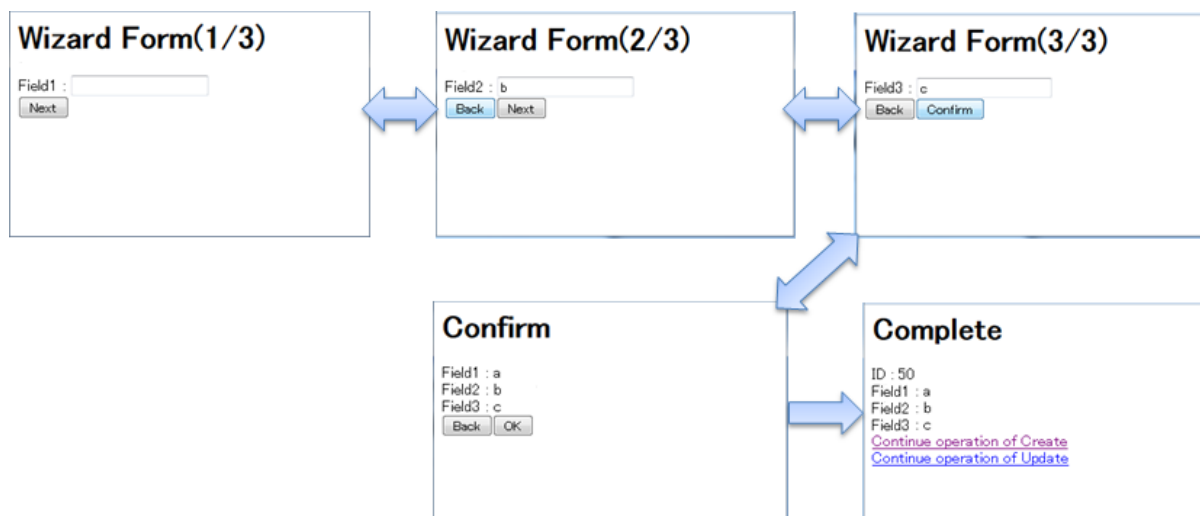 Wizard Form(1/3)
Field1 :
Next
Wizard Form(2/3)
Field2 : b
Back Next
Wizard Form(3/3)
Field3 : c
Back Confirm
Confirm
Field1 : a
Field2 : b
Field3 : c
Back OK
Complete
ID : 50
Field1 : a
Field2 : b
Field3 : c
Continue operation of Create
Continue operation of Update